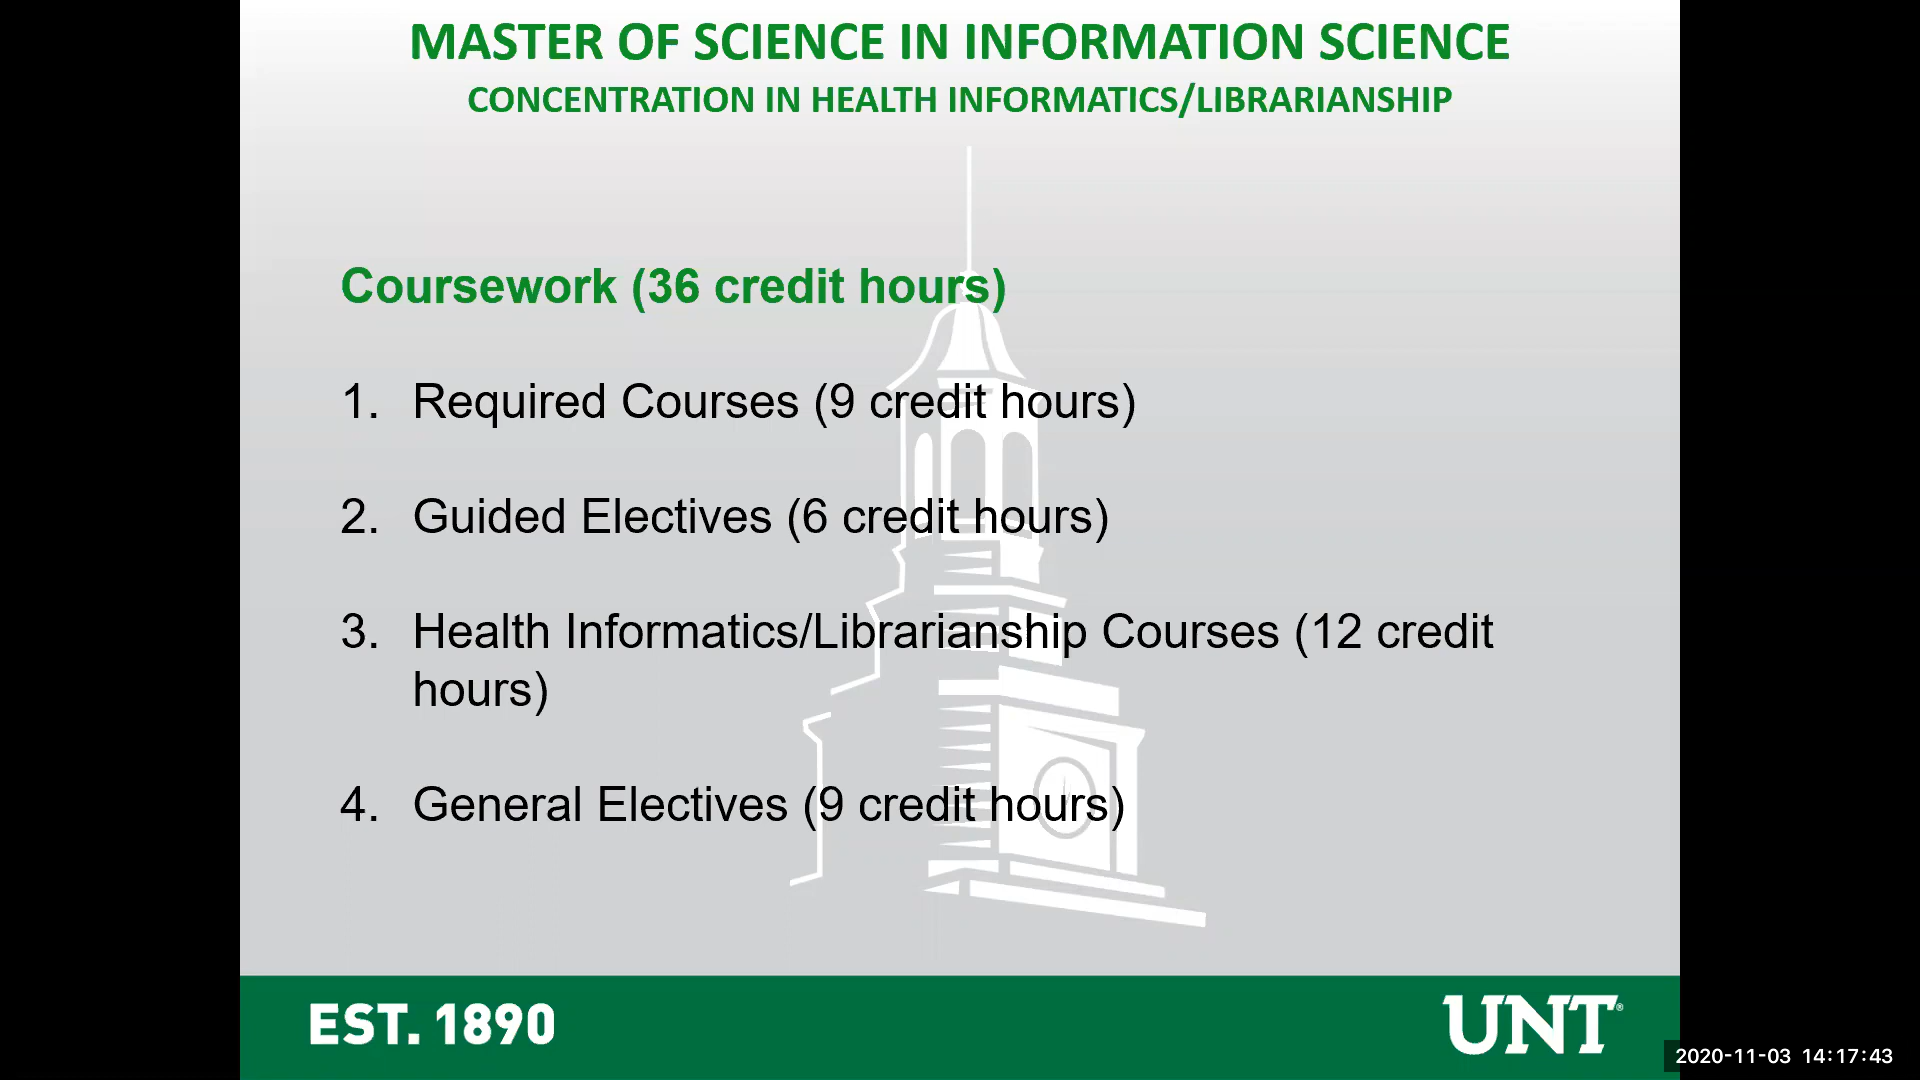 MASTER OF SCIENCE IN INFORMATION SCIENCE
CONCENTRATION IN HEALTH INFORMATICS/LIBRARIANSHIP
Coursework (36 credit hours)
1. Required Courses (9 credit hours)
2. Guided Electives (6 credit hours)
3. Health Informatics/Librarianship Courses (12 credit
hours)
4. General Electives (9 credit hours)
EST. 1890
UNT®
2020-11-03 14:17:43